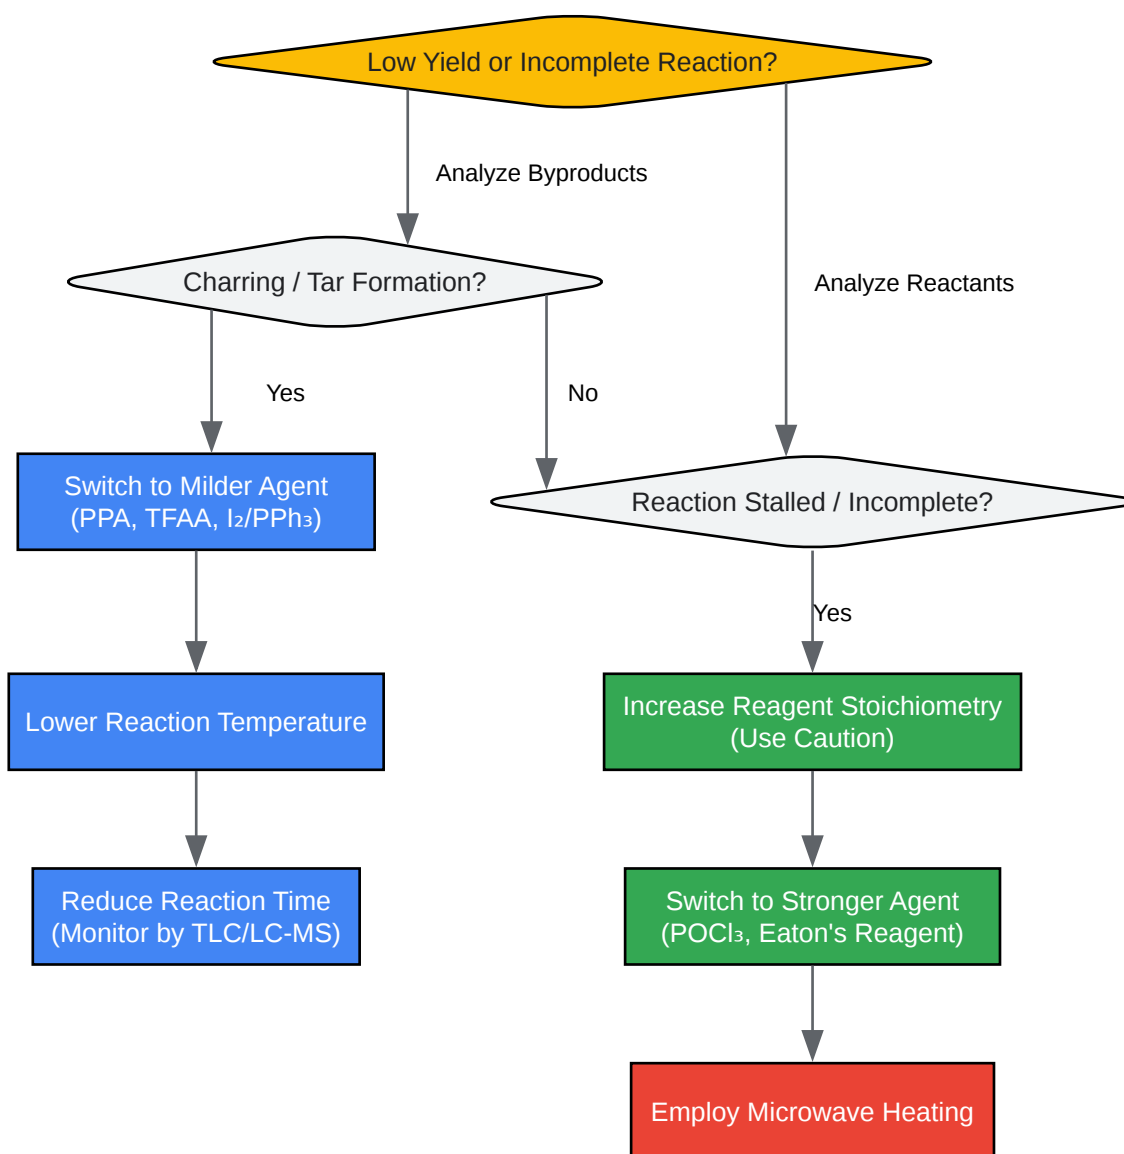 Low Yield or Incomplete Reaction?
Analyze Byproducts
Charring / Tar Formation?
Analyze Reactants
Yes
No
Switch to Milder Agent
(PPA, TFAA, I₂/PPh₃)
Reaction Stalled / Incomplete?
Yes
Lower Reaction Temperature
Increase Reagent Stoichiometry
(Use Caution)
Reduce Reaction Time
(Monitor by TLC/LC-MS)
Switch to Stronger Agent
(POCl₃, Eaton's Reagent)
Employ Microwave Heating